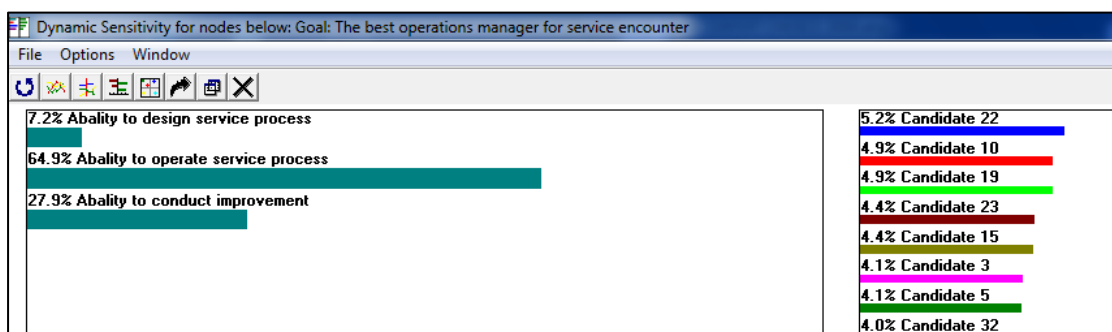 Dynamic Sensitivity for nodes below: Goal: The best operations manager for service encounter
File Options Window
7.2% Abality to design service process
64.9% Abality to operate service process
27.9% Abality to conduct improvement
5.2% Candidate 22
4.9% Candidate 10
4.9% Candidate 19
4.4% Candidate 23
4.4% Candidate 15
4.1% Candidate 3
4.1% Candidate 5
4.0% Candidate 32